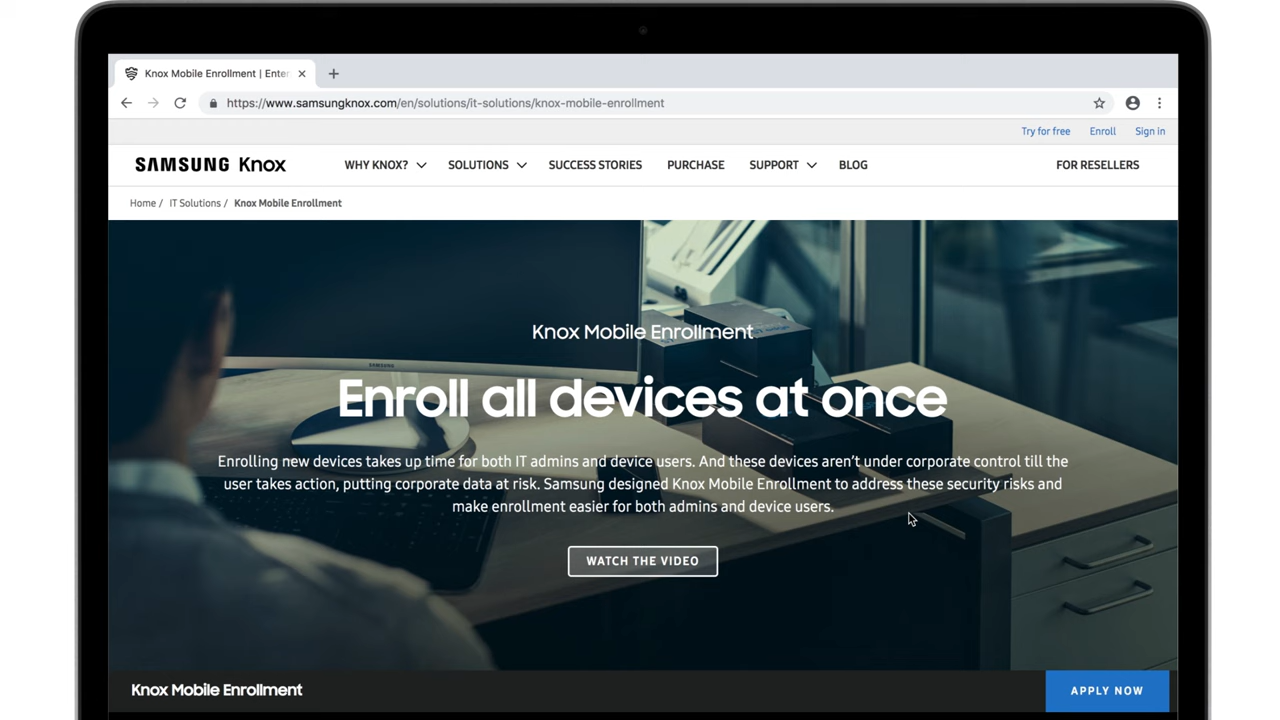 Knox Mobile Enrollment | Enter
https://www.samsungknox.com/en/solutions/it-solutions/knox-mobile-enrollment
Try for free Enroll Sign in
SAMSUNG Knox WHY KNOX? SOLUTIONS SUCCESS STORIES PURCHASE SUPPORT BLOG FOR RESELLERS
Home / IT Solutions / Knox Mobile Enrollment
SAMSUNG
Knox Mobile Enrollment
Enroll all devices at once
Enrolling new devices takes up time for both IT admins and device users. And these devices aren't under corporate control till the
user takes action, putting corporate data at risk. Samsung designed Knox Mobile Enrollment to address these security risks and
make enrollment easier for both admins and device users.
WATCH THE VIDEO
Knox Mobile Enrollment APPLY NOW